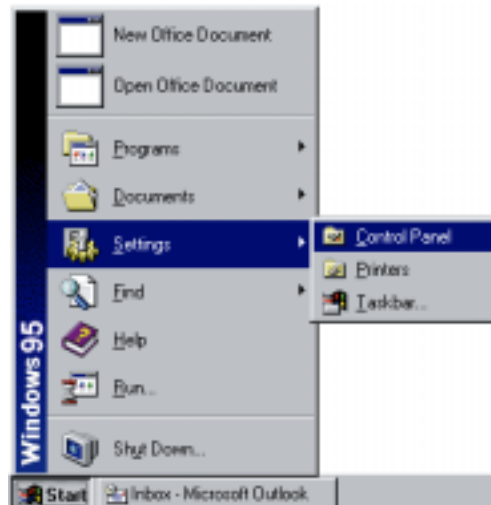 New Office Document
Open Office Document
Programs
Documents
Settings
Control Panel
Printers
Taskbar...
Find
Help
Run...
Shut Down...
Windows 95
Start
Inbox - Microsoft Outlook